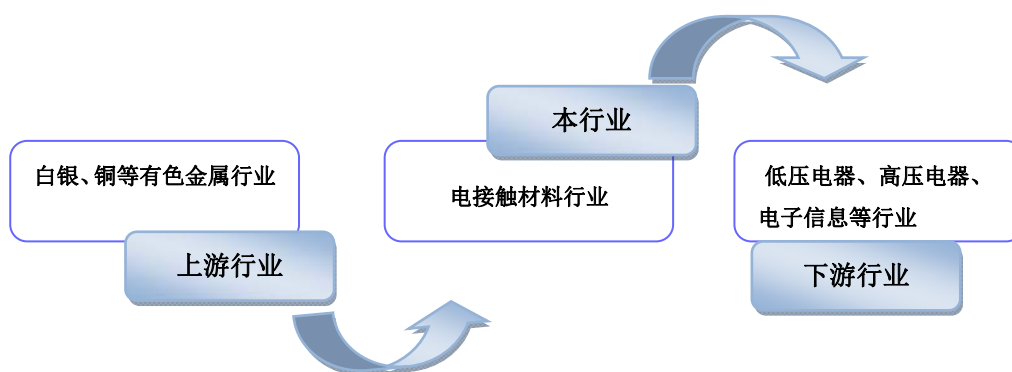 白银、铜等有色金属行业
上游行业
本行业
电接触材料行业
低压电器、高压电器、
电子信息等行业
下游行业